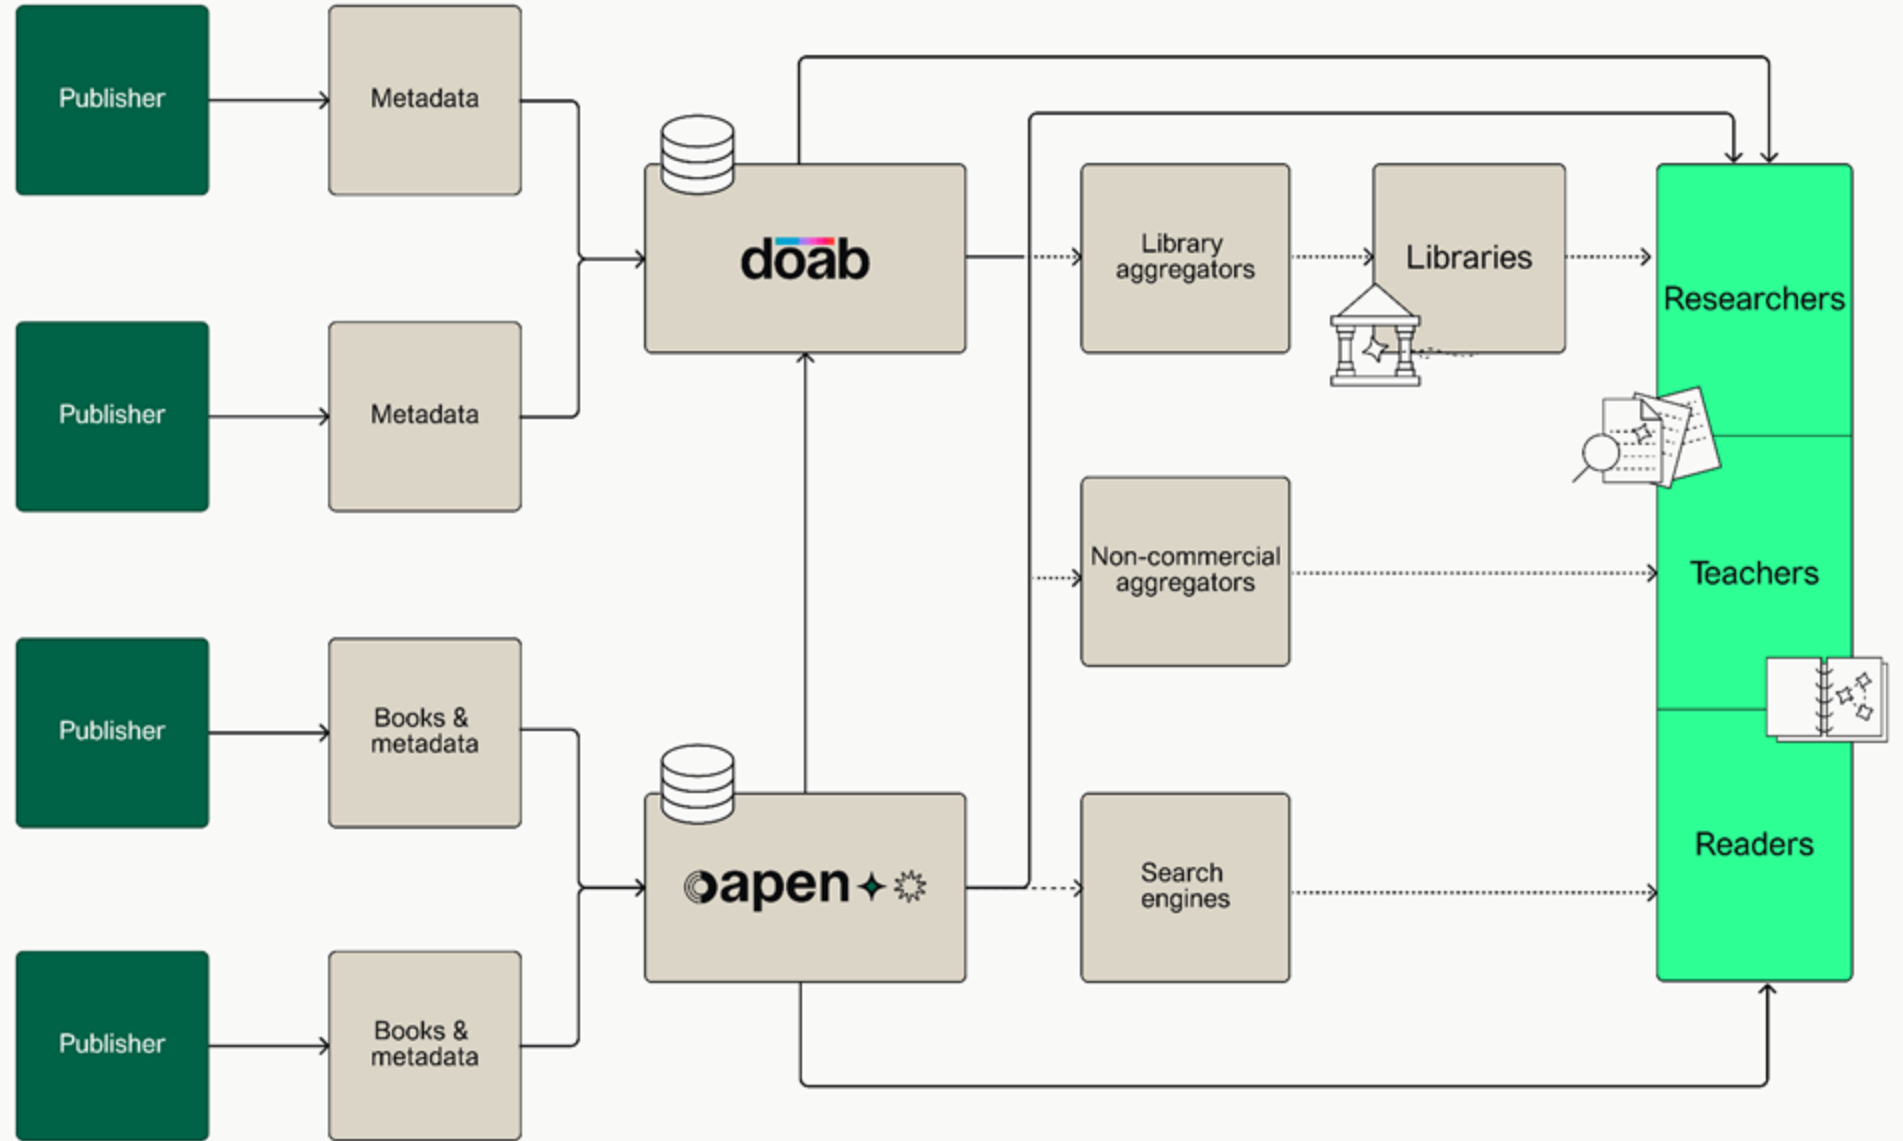 Publisher
Metadata
doab
Library
aggregators
Libraries
Researchers
Publisher
Metadata
Non-commercial
aggregators
Teachers
Publisher
Books &
metadata
oapen
Search
engines
Readers
Publisher
Books &
metadata